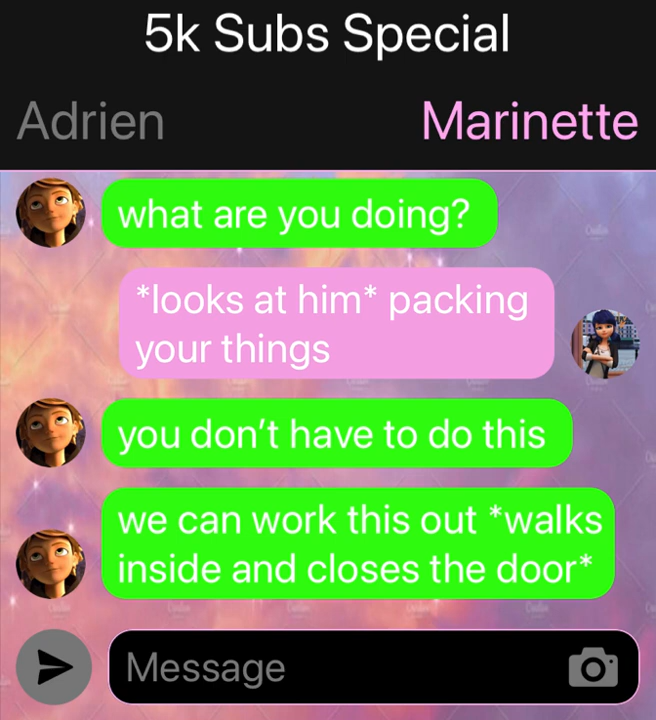 5k Subs Special
Adrien
Marinette
what are you doing?
*looks at him* packing
your things
you don’t have to do this
we can work this out *walks
inside and closes the door*
Message